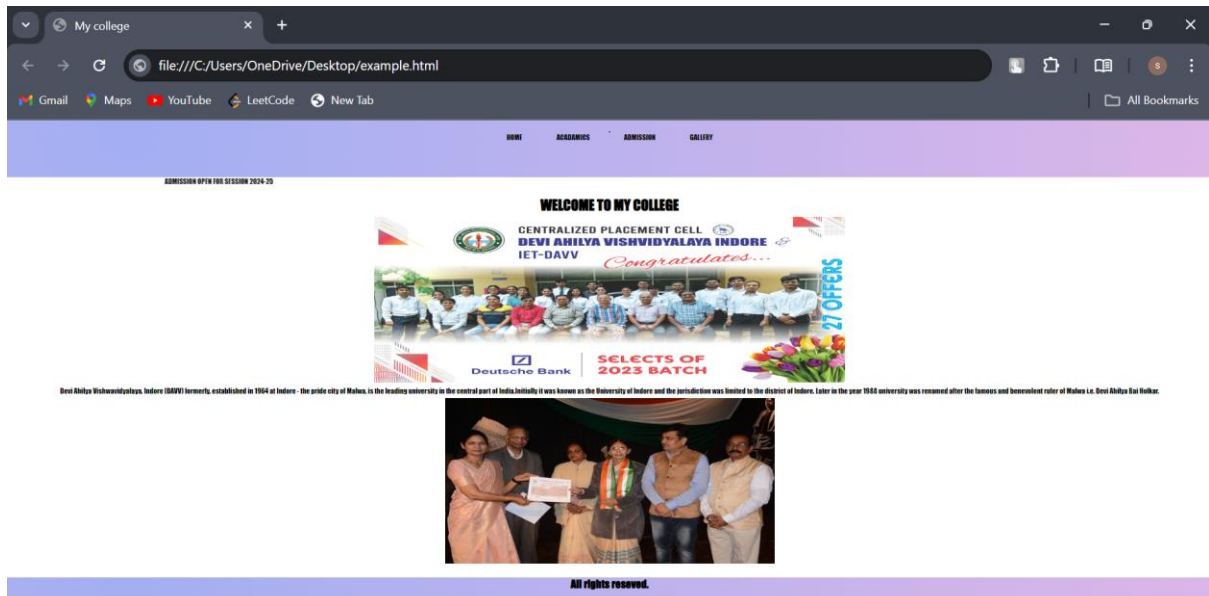 My college
file:///C:/Users/OneDrive/Desktop/example.html
Gmail Maps YouTube LeetCode New Tab All Bookmarks
HOME ACADAMICS ADMISSION GALLERY
ADMISSION OPEN FOR SESSION 2024-25
WELCOME TO MY COLLEGE
CENTRALIZED PLACEMENT CELL
DEVI AHILYA VISHVIDYALAYA INDORE &
IET-DAVV
Congratulates...
27 OFFERS
Deutsche Bank
SELECTS OF
2023 BATCH
Devi Ahilya Vishwavidyalaya, Indore (DAVV) formerly, established in 1964 at Indore - the pride city of Malwa, is the leading university in the central part of India.Initially it was known as the University of Indore and the jurisdiction was limited to the district of Indore. Later in the year 1988 university was renamed after the famous and benevolent ruler of Malwa i.e. Devi Ahilya Bai Holkar.
All rights reseved.